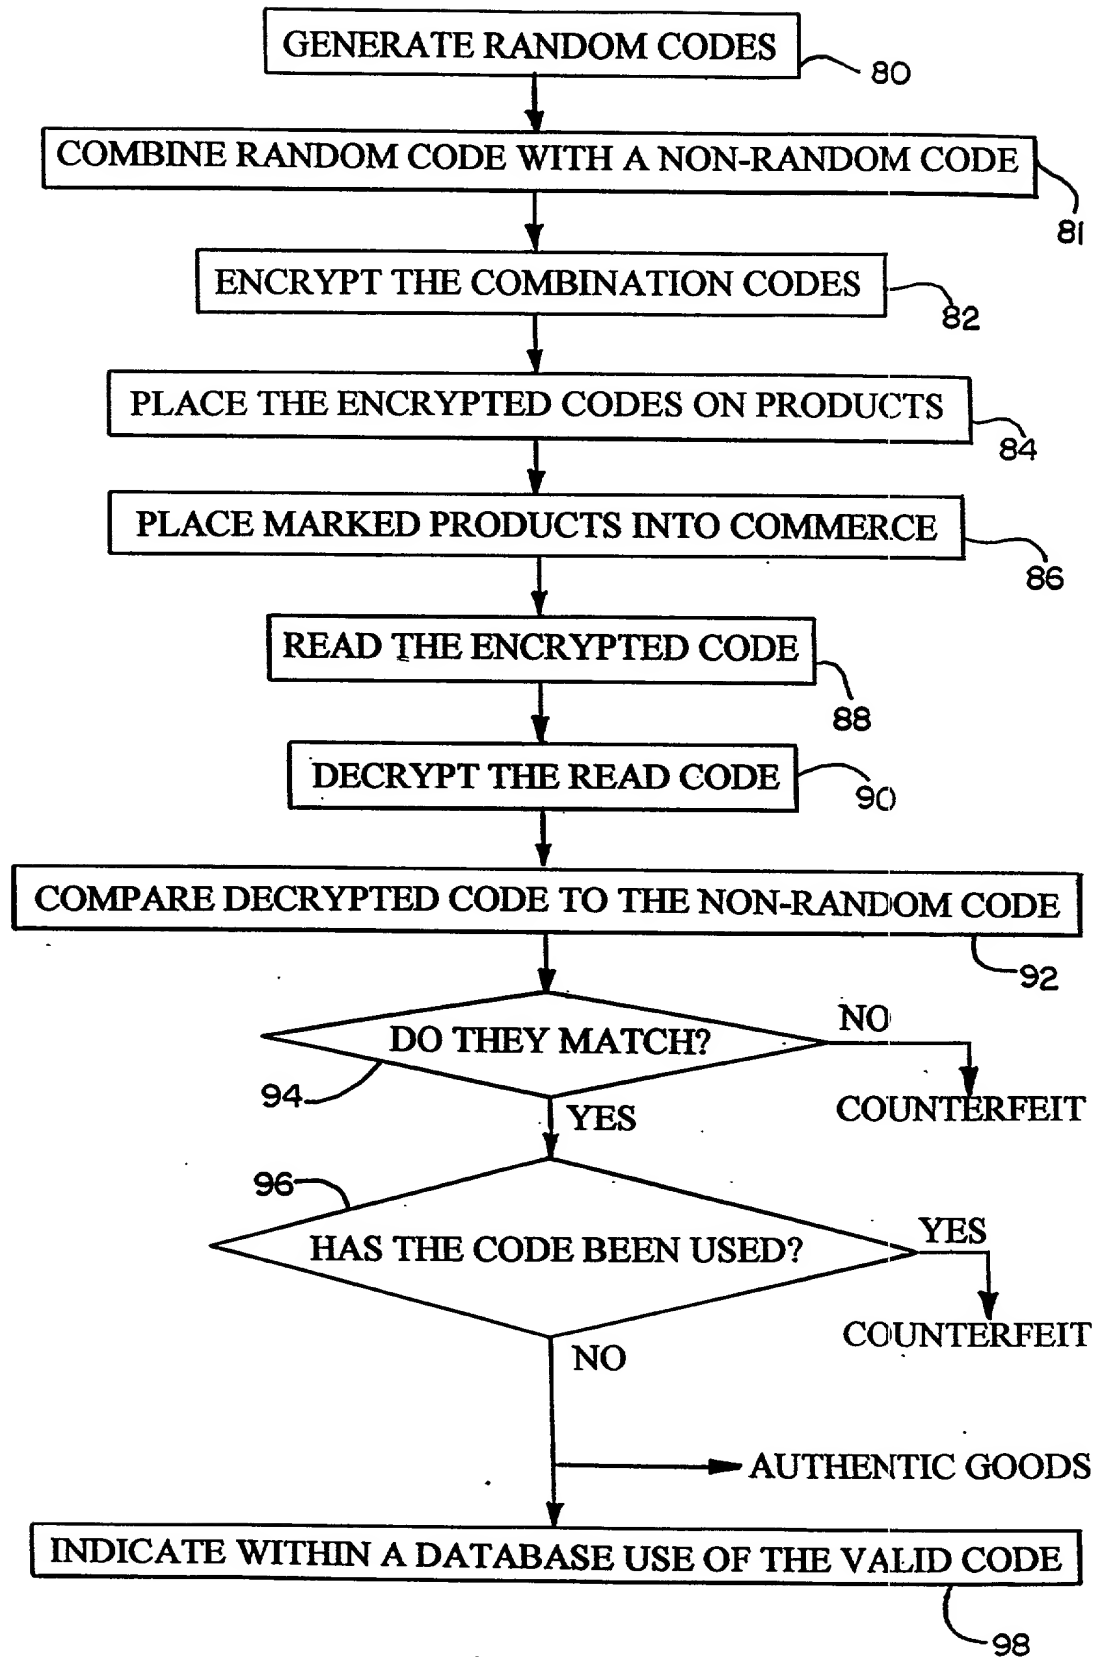 GENERATE RANDOM CODES
80
COMBINE RANDOM CODE WITH A NON-RANDOM CODE
81
ENCRYPT THE COMBINATION CODES
82
PLACE THE ENCRYPTED CODES ON PRODUCTS
84
PLACE MARKED PRODUCTS INTO COMMERCE
86
READ THE ENCRYPTED CODE
88
DECRYPT THE READ CODE
90
COMPARE DECRYPTED CODE TO THE NON-RANDOM CODE
92
DO THEY MATCH?
NO
94
COUNTERFEIT
YES
96
HAS THE CODE BEEN USED?
YES
COUNTERFEIT
NO
AUTHENTIC GOODS
INDICATE WITHIN A DATABASE USE OF THE VALID CODE
98